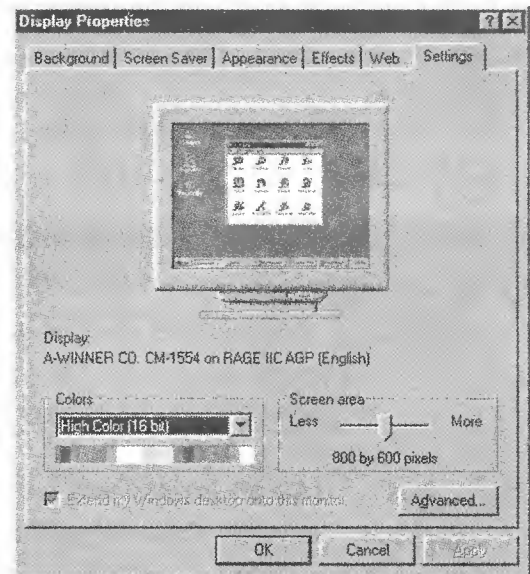 Display Properties
Background Screen Saver Appearance Effects Web Settings
Display:
A-WINNER CO. CM-1554 on RAGE IIC AGP (English)
Colors
High Color (16 bit)
Screen area
Less More
800 by 600 pixels
Extend my Windows desktop onto this monitor.
Advanced...
OK Cancel Apply